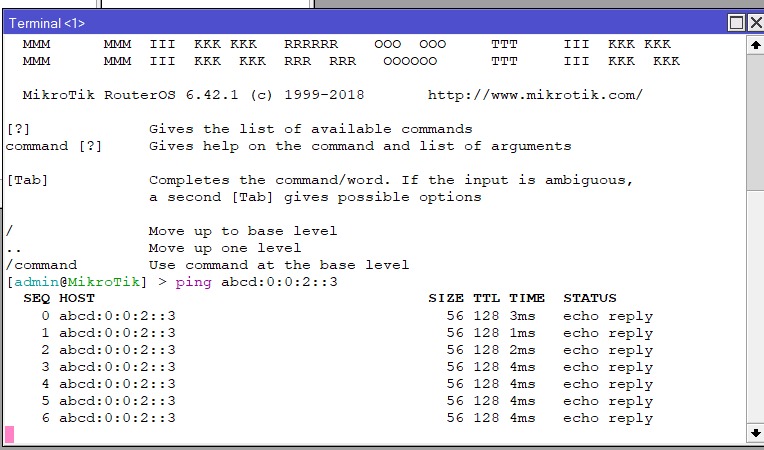 Terminal <1>
MMM MMM III KKK KKK RRRRRR OOO OOO TTT III KKK KKK
MMM MMM III KKK KKK RRR RRR OOOOOO TTT III KKK KKK
MikroTik RouterOS 6.42.1 (c) 1999-2018 http://www.mikrotik.com/
[?] Gives the list of available commands
command [?] Gives help on the command and list of arguments
[Tab] Completes the command/word. If the input is ambiguous,
a second [Tab] gives possible options
/ Move up to base level
.. Move up one level
/command Use command at the base level
[admin@MikroTik] > ping abcd:0:0:2::3
SEQ HOST SIZE TTL TIME STATUS
0 abcd:0:0:2::3 56 128 3ms echo reply
1 abcd:0:0:2::3 56 128 1ms echo reply
2 abcd:0:0:2::3 56 128 2ms echo reply
3 abcd:0:0:2::3 56 128 4ms echo reply
4 abcd:0:0:2::3 56 128 4ms echo reply
5 abcd:0:0:2::3 56 128 4ms echo reply
6 abcd:0:0:2::3 56 128 4ms echo reply